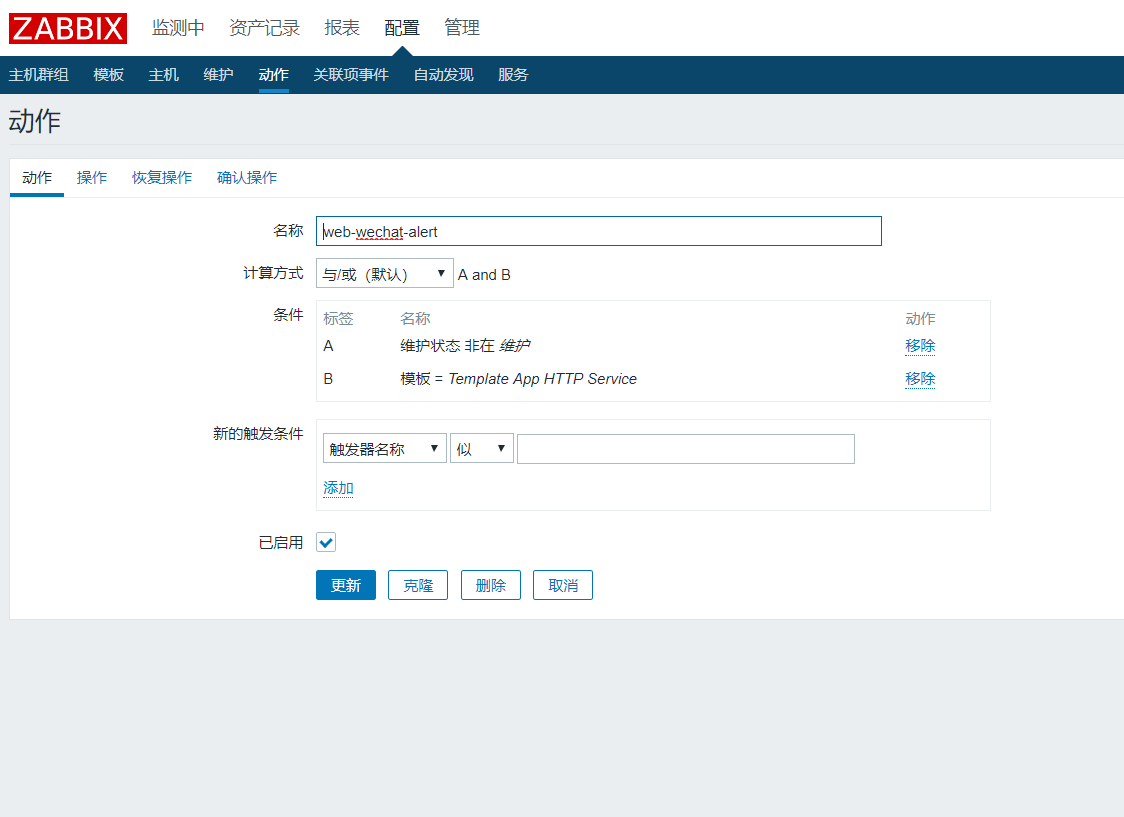 ZABBIX 监测中 资产记录 报表 配置 管理
主机群组 模板 主机 维护 动作 关联项事件 自动发现 服务
动作
动作 操作 恢复操作 确认操作
名称 web-wechat-alert
计算方式 与/或（默认） A and B
条件 标签 名称 动作
A 维护状态 非在 维护 移除
B 模板 = Template App HTTP Service 移除
新的触发条件 触发器名称 似
添加
已启用
更新 克隆 删除 取消